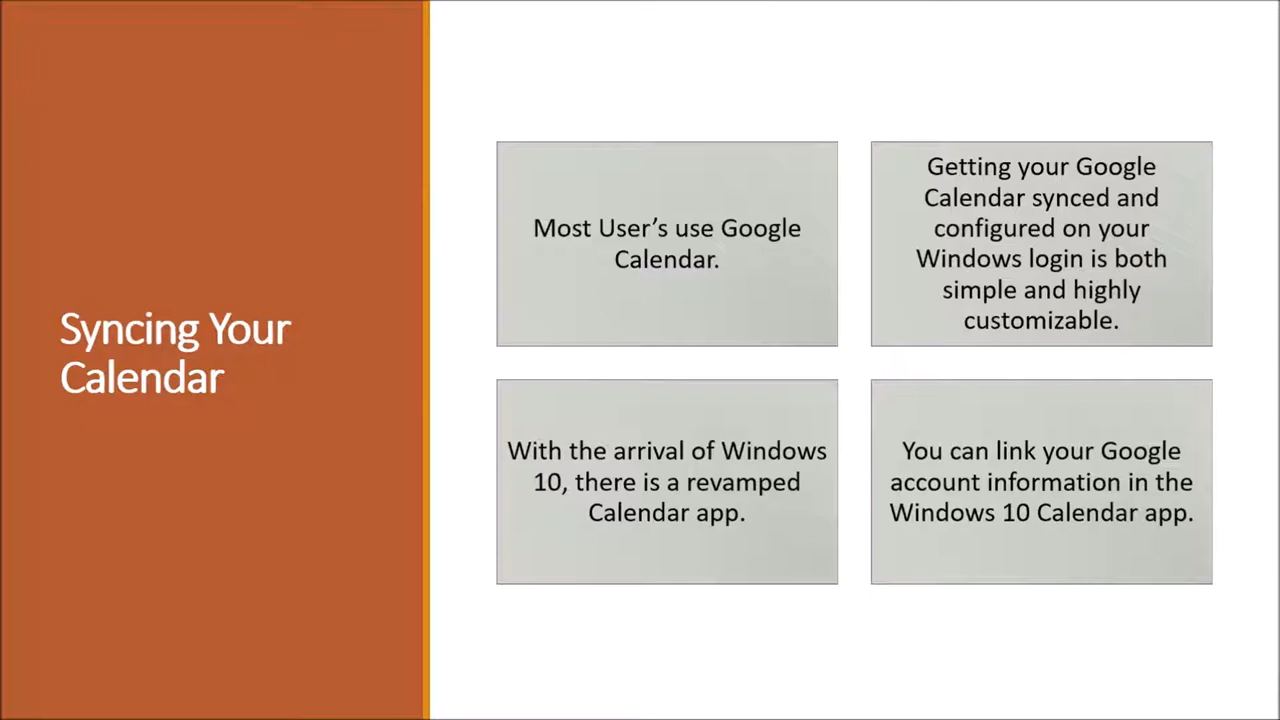 Syncing Your
Calendar
Most User’s use Google
Calendar.
Getting your Google
Calendar synced and
configured on your
Windows login is both
simple and highly
customizable.
With the arrival of Windows
10, there is a revamped
Calendar app.
You can link your Google
account information in the
Windows 10 Calendar app.